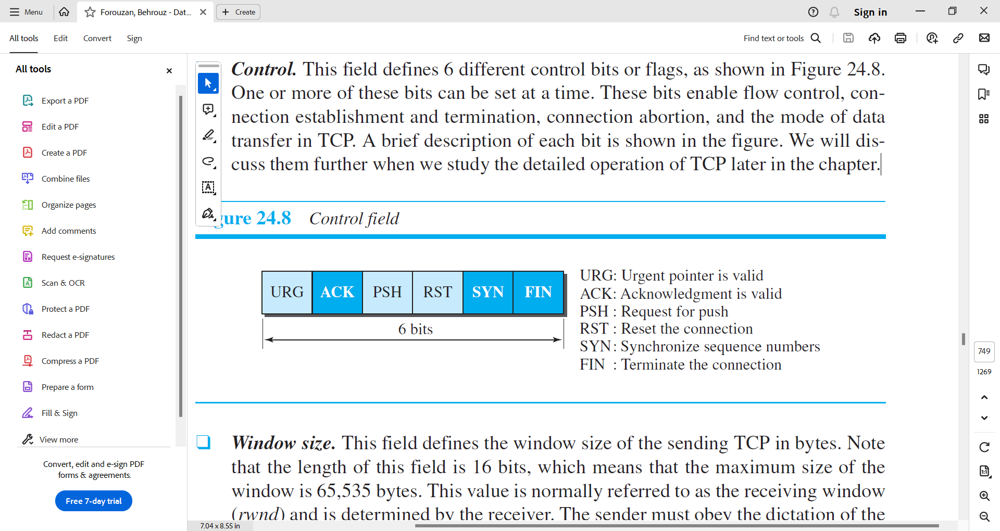 Menu
Forouzan, Behrouz - Dat...
Create
Sign in
All tools
Edit
Convert
Sign
Find text or tools
All tools
Export a PDF
Edit a PDF
Create a PDF
Combine files
Organize pages
Add comments
Request e-signatures
Scan & OCR
Protect a PDF
Redact a PDF
Compress a PDF
Prepare a form
Fill & Sign
View more
Convert, edit and e-sign PDF
forms & agreements.
Free 7-day trial
Control. This field defines 6 different control bits or flags, as shown in Figure 24.8.
One or more of these bits can be set at a time. These bits enable flow control, con-
nection establishment and termination, connection abortion, and the mode of data
transfer in TCP. A brief description of each bit is shown in the figure. We will dis-
cuss them further when we study the detailed operation of TCP later in the chapter.
gure 24.8 Control field
URG ACK PSH RST SYN FIN
6 bits
URG: Urgent pointer is valid
ACK: Acknowledgment is valid
PSH : Request for push
RST : Reset the connection
SYN: Synchronize sequence numbers
FIN : Terminate the connection
Window size. This field defines the window size of the sending TCP in bytes. Note
that the length of this field is 16 bits, which means that the maximum size of the
window is 65,535 bytes. This value is normally referred to as the receiving window
(rwnd) and is determined by the receiver. The sender must obey the dictation of the
7.04 x 8.55 in
749
1269
1:1